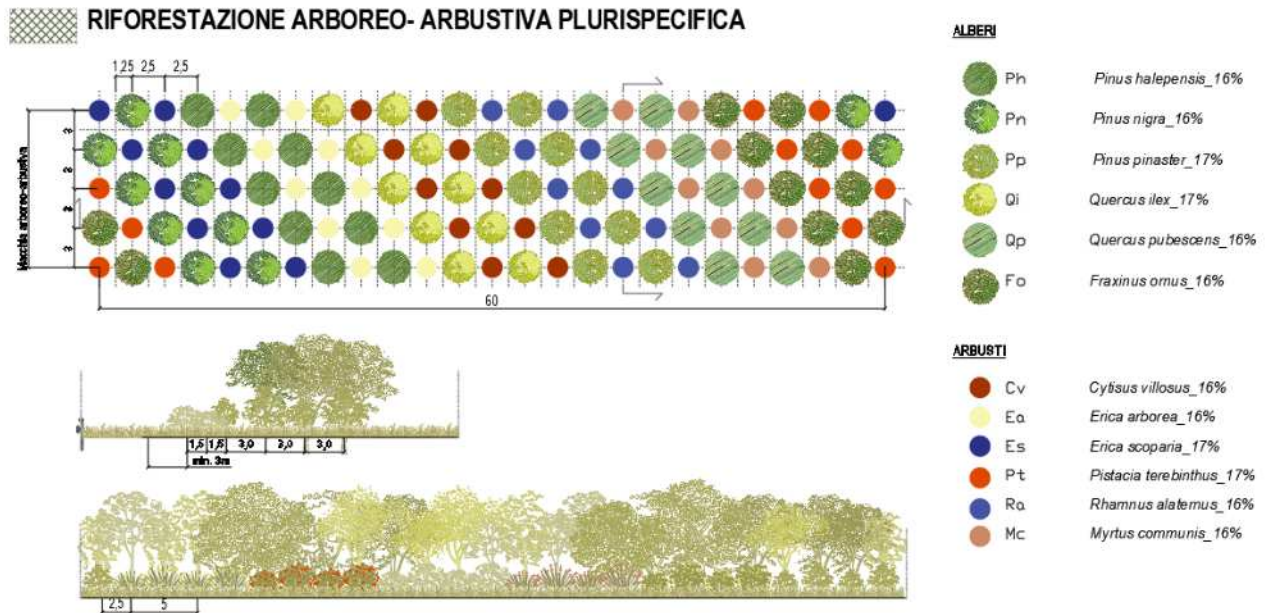 RIFORESTAZIONE ARBOREO- ARBUSTIVA PLURISPECIFICA
1,25 2,5 2,5
Macchia arboreo-arbustiva
60
1,5 1,5 3,0 3,0 3,0
min. 3m
2,5 5
ALBERI
Ph Pinus halepensis_16%
Pn Pinus nigra_16%
Pp Pinus pinaster_17%
Qi Quercus ilex_17%
Qp Quercus pubescens_16%
Fo Fraxinus ornus_16%
ARBUSTI
Cv Cytisus villosus_16%
Ea Erica arborea_16%
Es Erica scoparia_17%
Pt Pistacia terebinthus_17%
Ra Rhamnus alaternus_16%
Mc Myrtus communis_16%